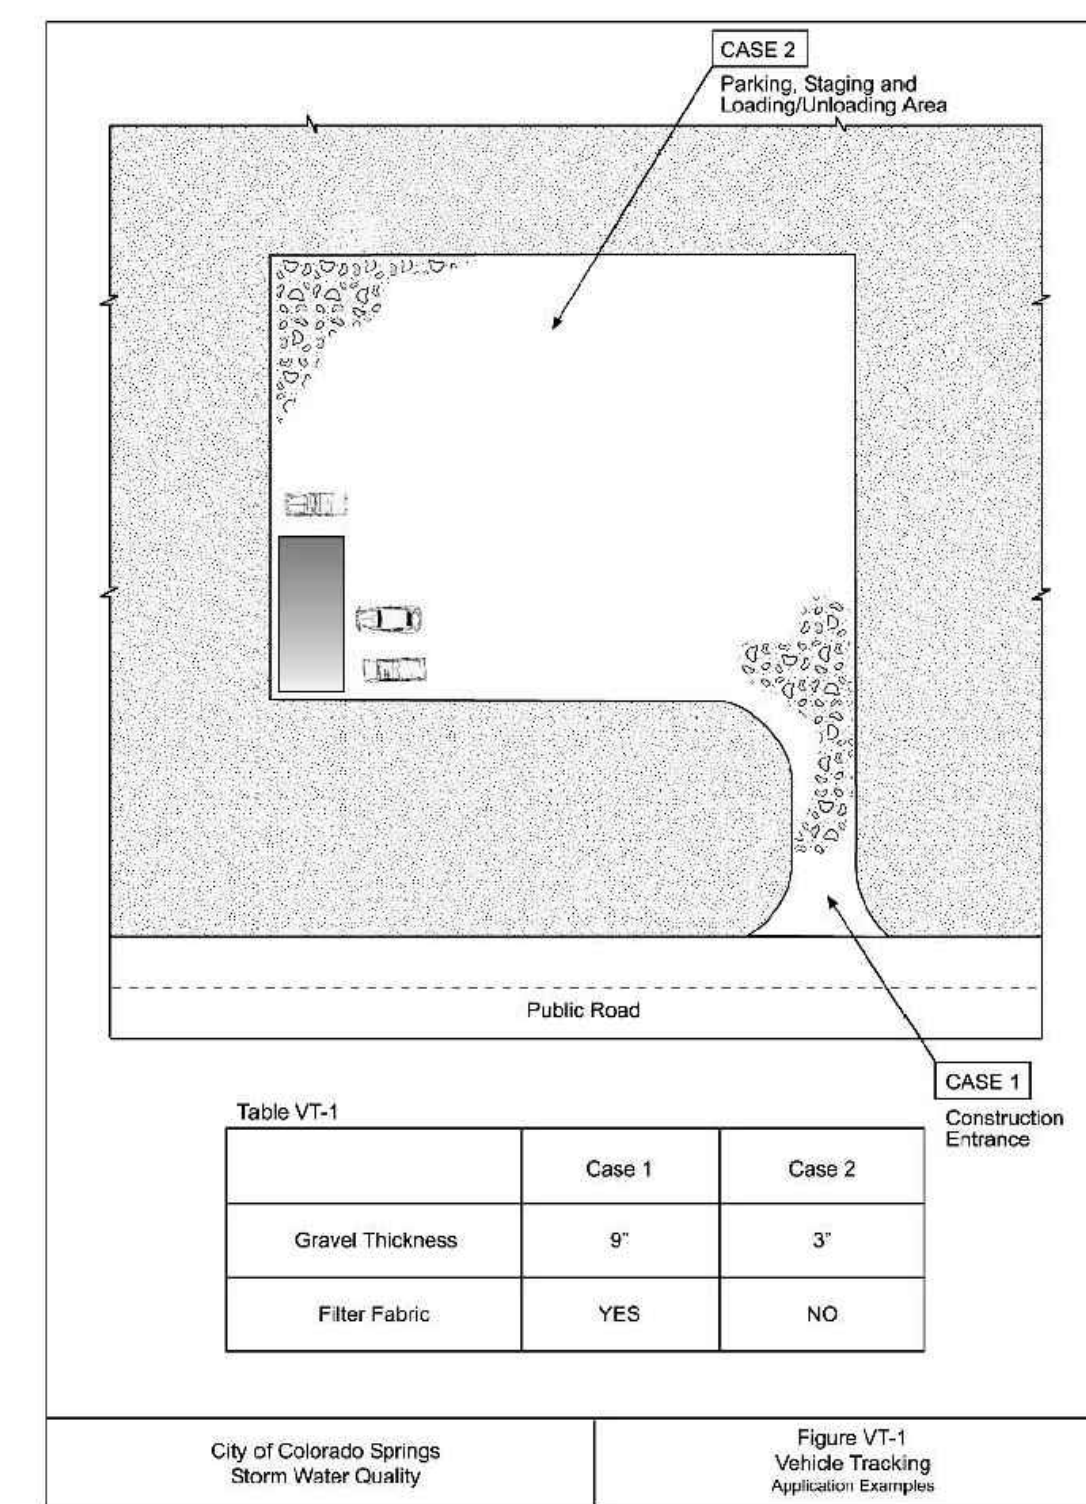 CASE 2
Parking, Staging and
Loading/Unloading Area
Public Road
CASE 1
Construction
Entrance
Table VT-1
Case 1 Case 2
Gravel Thickness 9" 3"
Filter Fabric YES NO
City of Colorado Springs
Storm Water Quality
Figure VT-1
Vehicle Tracking
Application Examples